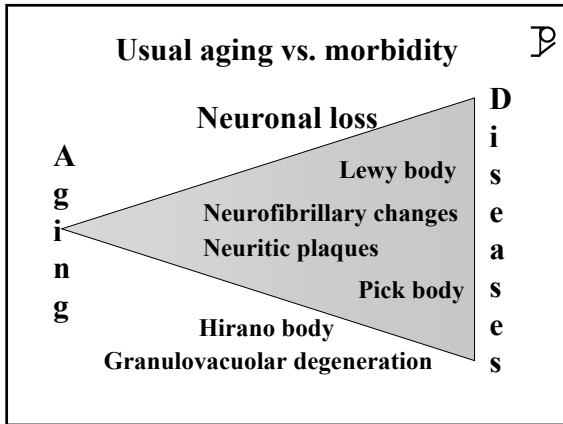 Usual aging vs. morbidity
Neuronal loss
Aging
Diseases
Lewy body
Neurofibrillary changes
Neuritic plaques
Pick body
Hirano body
Granulovacuolar degeneration